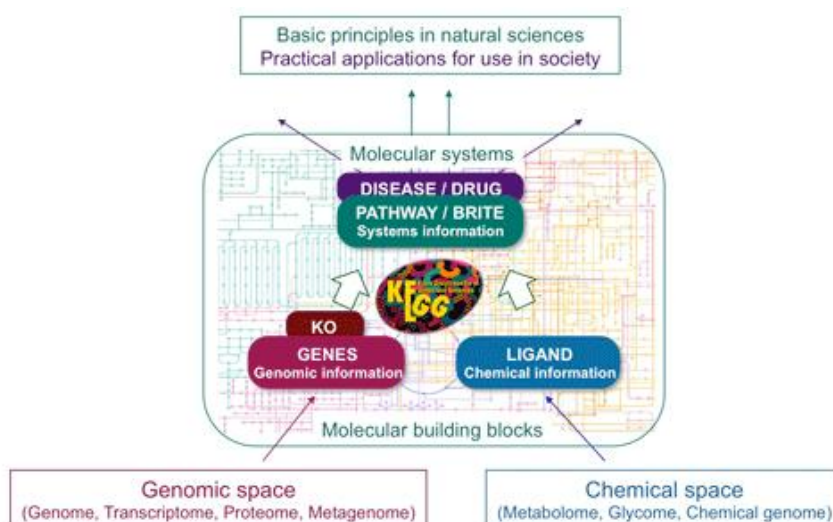 Basic principles in natural sciences
Practical applications for use in society
Molecular systems
DISEASE / DRUG
PATHWAY / BRITE
Systems information
KEGG
KO
GENES
Genomic information
LIGAND
Chemical information
Molecular building blocks
Genomic space
(Genome, Transcriptome, Proteome, Metagenome)
Chemical space
(Metabolome, Glycome, Chemical genome)